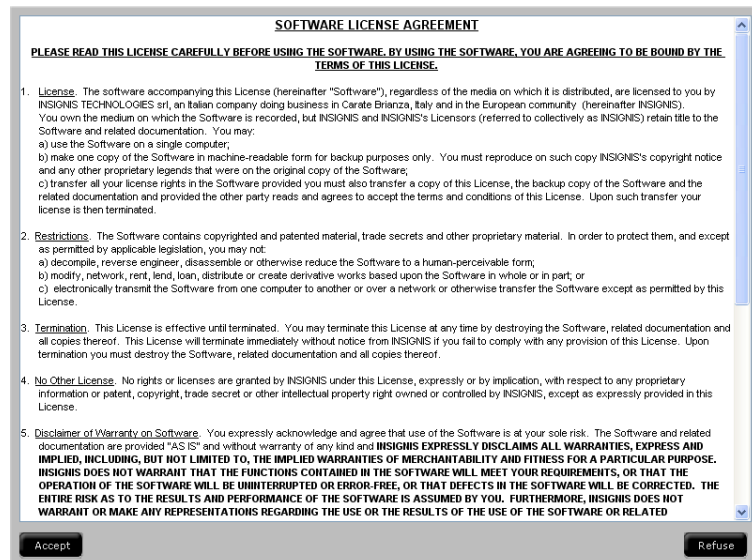 SOFTWARE LICENSE AGREEMENT
PLEASE READ THIS LICENSE CAREFULLY BEFORE USING THE SOFTWARE. BY USING THE SOFTWARE, YOU ARE AGREEING TO BE BOUND BY THE
TERMS OF THIS LICENSE.
1. License. The software accompanying this License (hereinafter "Software"), regardless of the media on which it is distributed, are licensed to you by
INSIGNIS TECHNOLOGIES srl, an Italian company doing business in Carate Brianza, Italy and in the European community (hereinafter INSIGNIS).
You own the medium on which the Software is recorded, but INSIGNIS and INSIGNIS's Licensors (referred to collectively as INSIGNIS) retain title to the
Software and related documentation. You may:
a) use the Software on a single computer;
b) make one copy of the Software in machine-readable form for backup purposes only. You must reproduce on such copy INSIGNIS's copyright notice
and any other proprietary legends that were on the original copy of the Software;
c) transfer all your license rights in the Software provided you must also transfer a copy of this License, the backup copy of the Software and the
related documentation and provided the other party reads and agrees to accept the terms and conditions of this License. Upon such transfer your
license is then terminated.
2. Restrictions. The Software contains copyrighted and patented material, trade secrets and other proprietary material. In order to protect them, and except
as permitted by applicable legislation, you may not:
a) decompile, reverse engineer, disassemble or otherwise reduce the Software to a human-perceivable form;
b) modify, network, rent, lend, loan, distribute or create derivative works based upon the Software in whole or in part; or
c) electronically transmit the Software from one computer to another or over a network or otherwise transfer the Software except as permitted by this
License.
3. Termination. This License is effective until terminated. You may terminate this License at any time by destroying the Software, related documentation and
all copies thereof. This License will terminate immediately without notice from INSIGNIS if you fail to comply with any provision of this License. Upon
termination you must destroy the Software, related documentation and all copies thereof.
4. No Other License. No rights or licenses are granted by INSIGNIS under this License, expressly or by implication, with respect to any proprietary
information or patent, copyright, trade secret or other intellectual property right owned or controlled by INSIGNIS, except as expressly provided in this
License.
5. Disclaimer of Warranty on Software. You expressly acknowledge and agree that use of the Software is at your sole risk. The Software and related
documentation are provided "AS IS" and without warranty of any kind and INSIGNIS EXPRESSLY DISCLAIMS ALL WARRANTIES, EXPRESS AND
IMPLIED, INCLUDING, BUT NOT LIMITED TO, THE IMPLIED WARRANTIES OF MERCHANTABILITY AND FITNESS FOR A PARTICULAR PURPOSE.
INSIGNIS DOES NOT WARRANT THAT THE FUNCTIONS CONTAINED IN THE SOFTWARE WILL MEET YOUR REQUIREMENTS, OR THAT THE
OPERATION OF THE SOFTWARE WILL BE UNINTERRUPTED OR ERROR-FREE, OR THAT DEFECTS IN THE SOFTWARE WILL BE CORRECTED. THE
ENTIRE RISK AS TO THE RESULTS AND PERFORMANCE OF THE SOFTWARE IS ASSUMED BY YOU. FURTHERMORE, INSIGNIS DOES NOT
WARRANT OR MAKE ANY REPRESENTATIONS REGARDING THE USE OR THE RESULTS OF THE USE OF THE SOFTWARE OR RELATED
Accept
Refuse